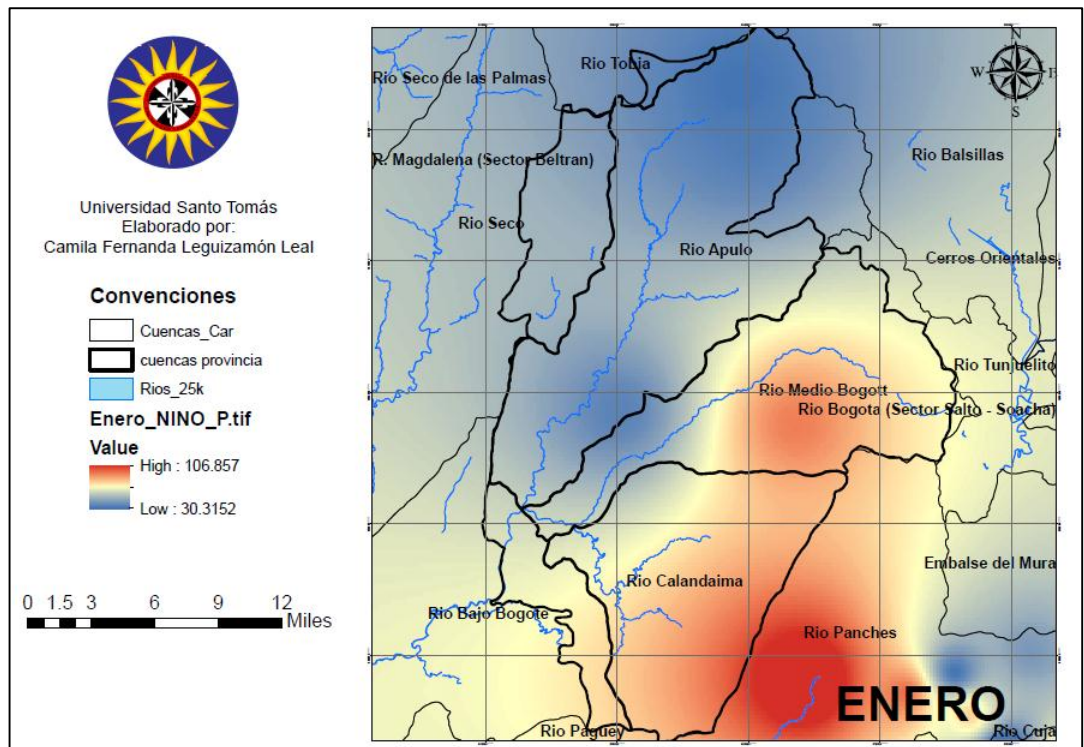 Universidad Santo Tomás
Elaborado por:
Camila Fernanda Leguizamón Leal
Convenciones
Cuencas_Car
cuencas provincia
Rios_25k
Enero_NINO_P.tif
Value
High : 106.857
Low : 30.3152
0 1.5 3 6 9 12
Miles
N
W E
S
Rio Tobia
Rio Seco de las Palmas
R. Magdalena (Sector Beltran)
Rio Balsillas
Rio Seco
Rio Apulo
Cerros Orientales
Rio Tunjuelito
Rio Medio Bogott
Rio Bogota (Sector Salto - Soacha)
Embalse del Mura
Rio Calandaima
Rio Bajo Bogote
Rio Panches
ENERO
Rio Paguey
Rio Cuja